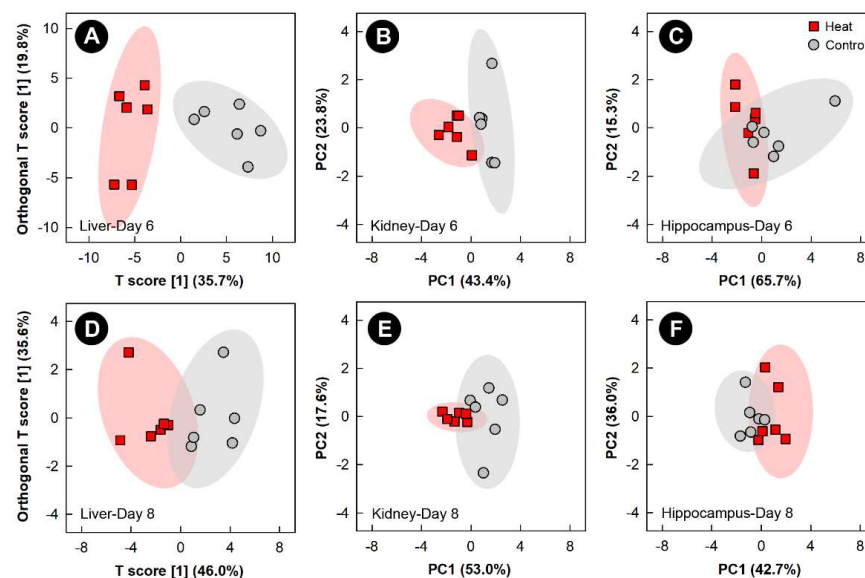 A
B
C
Heat
Contro
Orthogonal T score [1] (19.8%)
10
5
0
-5
-10
Liver-Day 6
-10 -5 0 5 10
T score [1] (35.7%)
PC2 (23.8%)
4
2
0
-2
-4
Kidney-Day 6
-8 -4 0 4 8
PC1 (43.4%)
PC2 (15.3%)
4
2
0
-2
-4
Hippocampus-Day 6
-8 -4 0 4 8
PC1 (65.7%)
D
E
F
Orthogonal T score [1] (35.6%)
4
2
0
-2
-4
Liver-Day 8
-8 -4 0 4 8
T score [1] (46.0%)
PC2 (17.6%)
4
2
0
-2
-4
Kidney-Day 8
-8 -4 0 4 8
PC1 (53.0%)
PC2 (36.0%)
4
2
0
-2
-4
Hippocampus-Day 8
-8 -4 0 4 8
PC1 (42.7%)